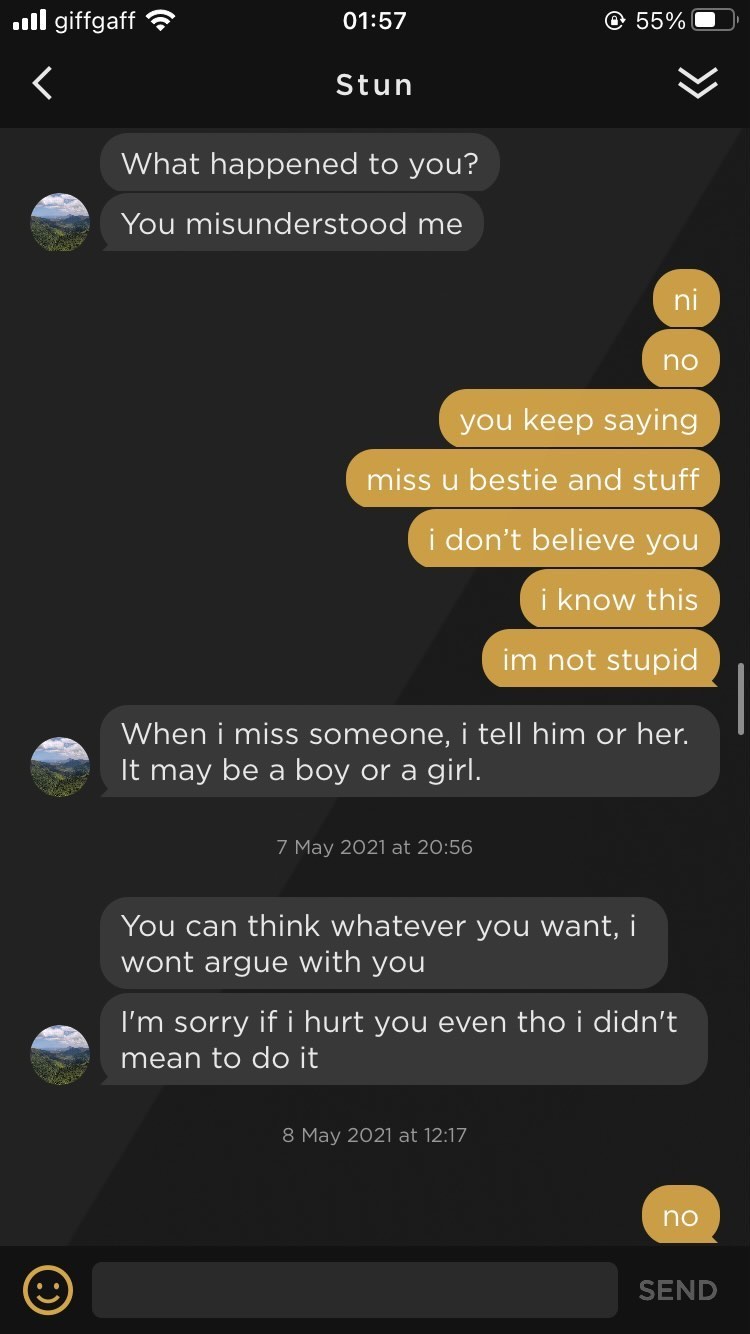 giffgaff 01:57 55%
Stun
What happened to you?
You misunderstood me
ni
no
you keep saying
miss u bestie and stuff
i don’t believe you
i know this
im not stupid
When i miss someone, i tell him or her.
It may be a boy or a girl.
7 May 2021 at 20:56
You can think whatever you want, i
wont argue with you
I'm sorry if i hurt you even tho i didn't
mean to do it
8 May 2021 at 12:17
no
SEND